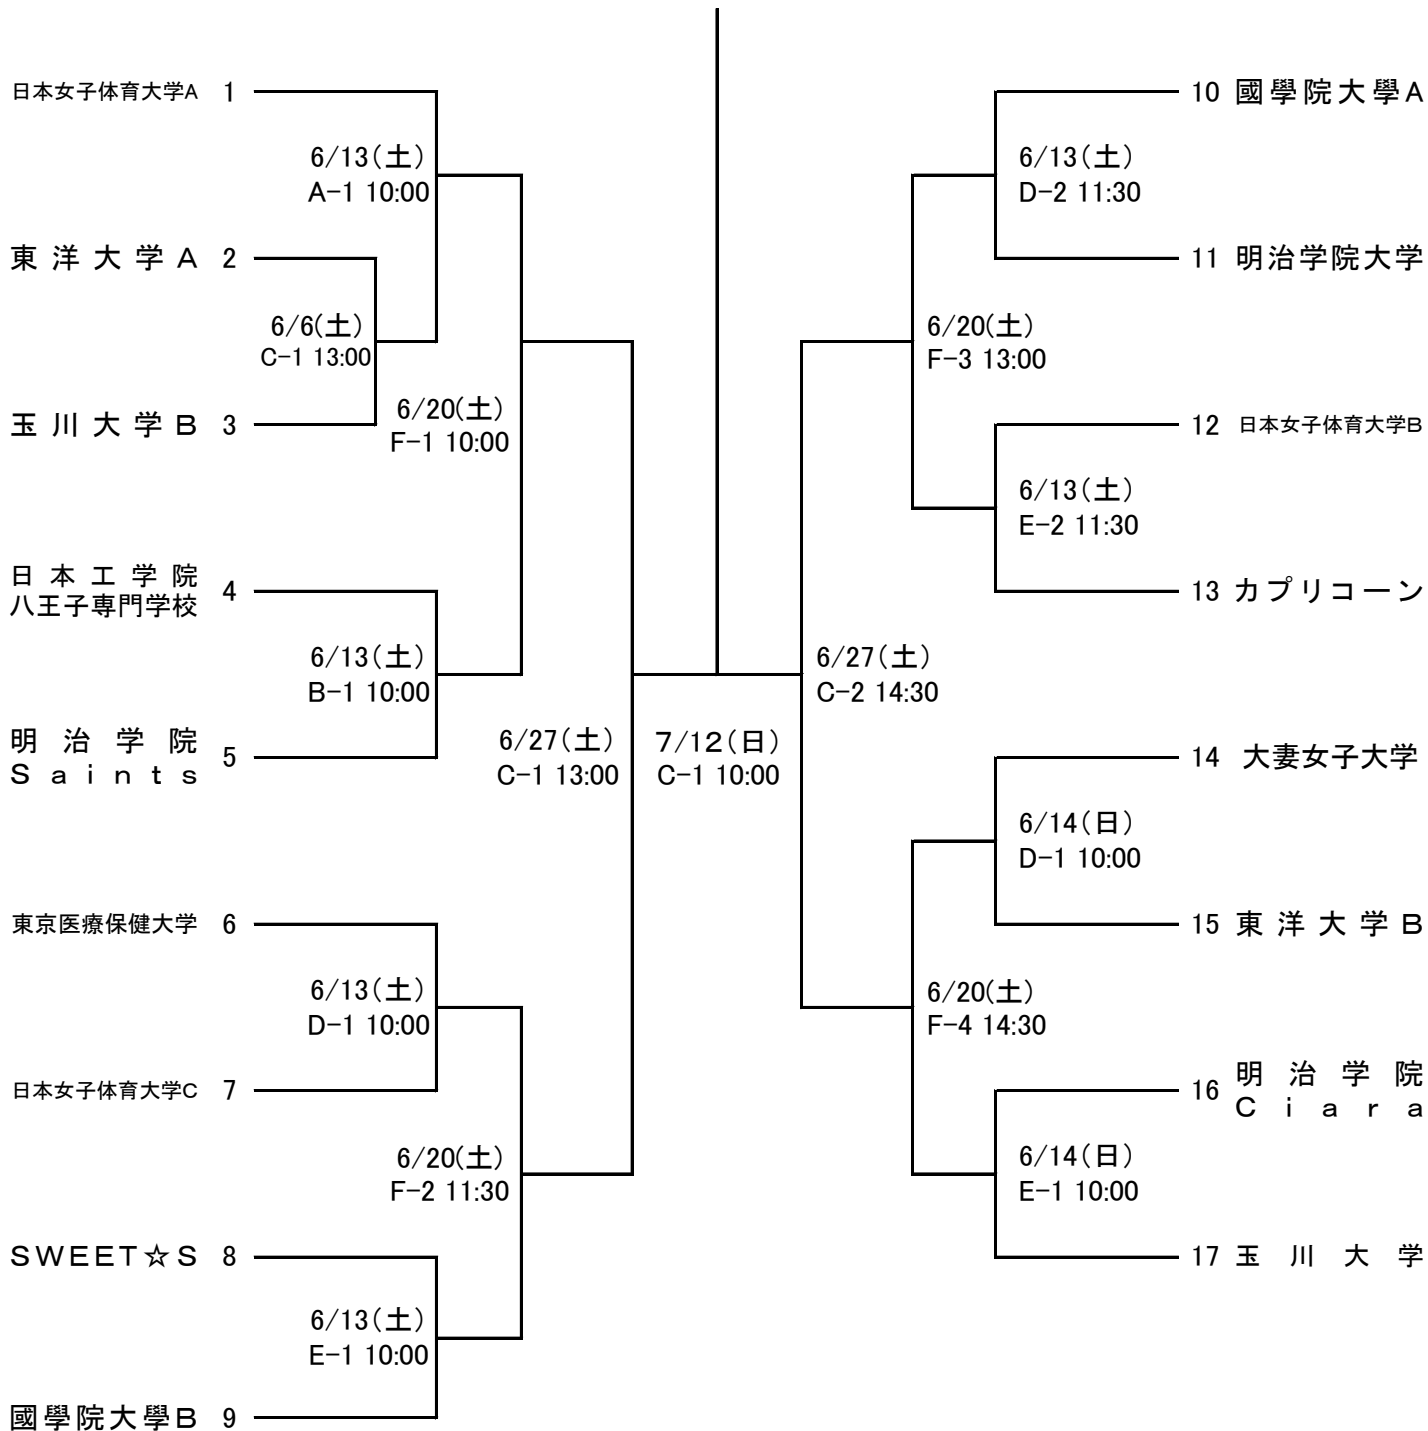 日本女子体育大学A 1
6/13(土)
A-1 10:00
東洋大学A 2
6/6(土)
C-1 13:00
玉川大学B 3
6/20(土)
F-1 10:00
日本工学院
八王子専門学校 4
6/13(土)
B-1 10:00
明治学院
Saints 5
6/27(土)
C-1 13:00
東京医療保健大学 6
6/13(土)
D-1 10:00
日本女子体育大学C 7
6/20(土)
F-2 11:30
SWEET☆S 8
6/13(土)
E-1 10:00
國學院大學B 9
7/12(日)
C-1 10:00
10 國學院大學A
6/13(土)
D-2 11:30
11 明治学院大学
6/20(土)
F-3 13:00
12 日本女子体育大学B
6/13(土)
E-2 11:30
13 カプリコーン
6/27(土)
C-2 14:30
14 大妻女子大学
6/14(日)
D-1 10:00
15 東洋大学B
6/20(土)
F-4 14:30
16 明治学院
Ciara
6/14(日)
E-1 10:00
17 玉川大学